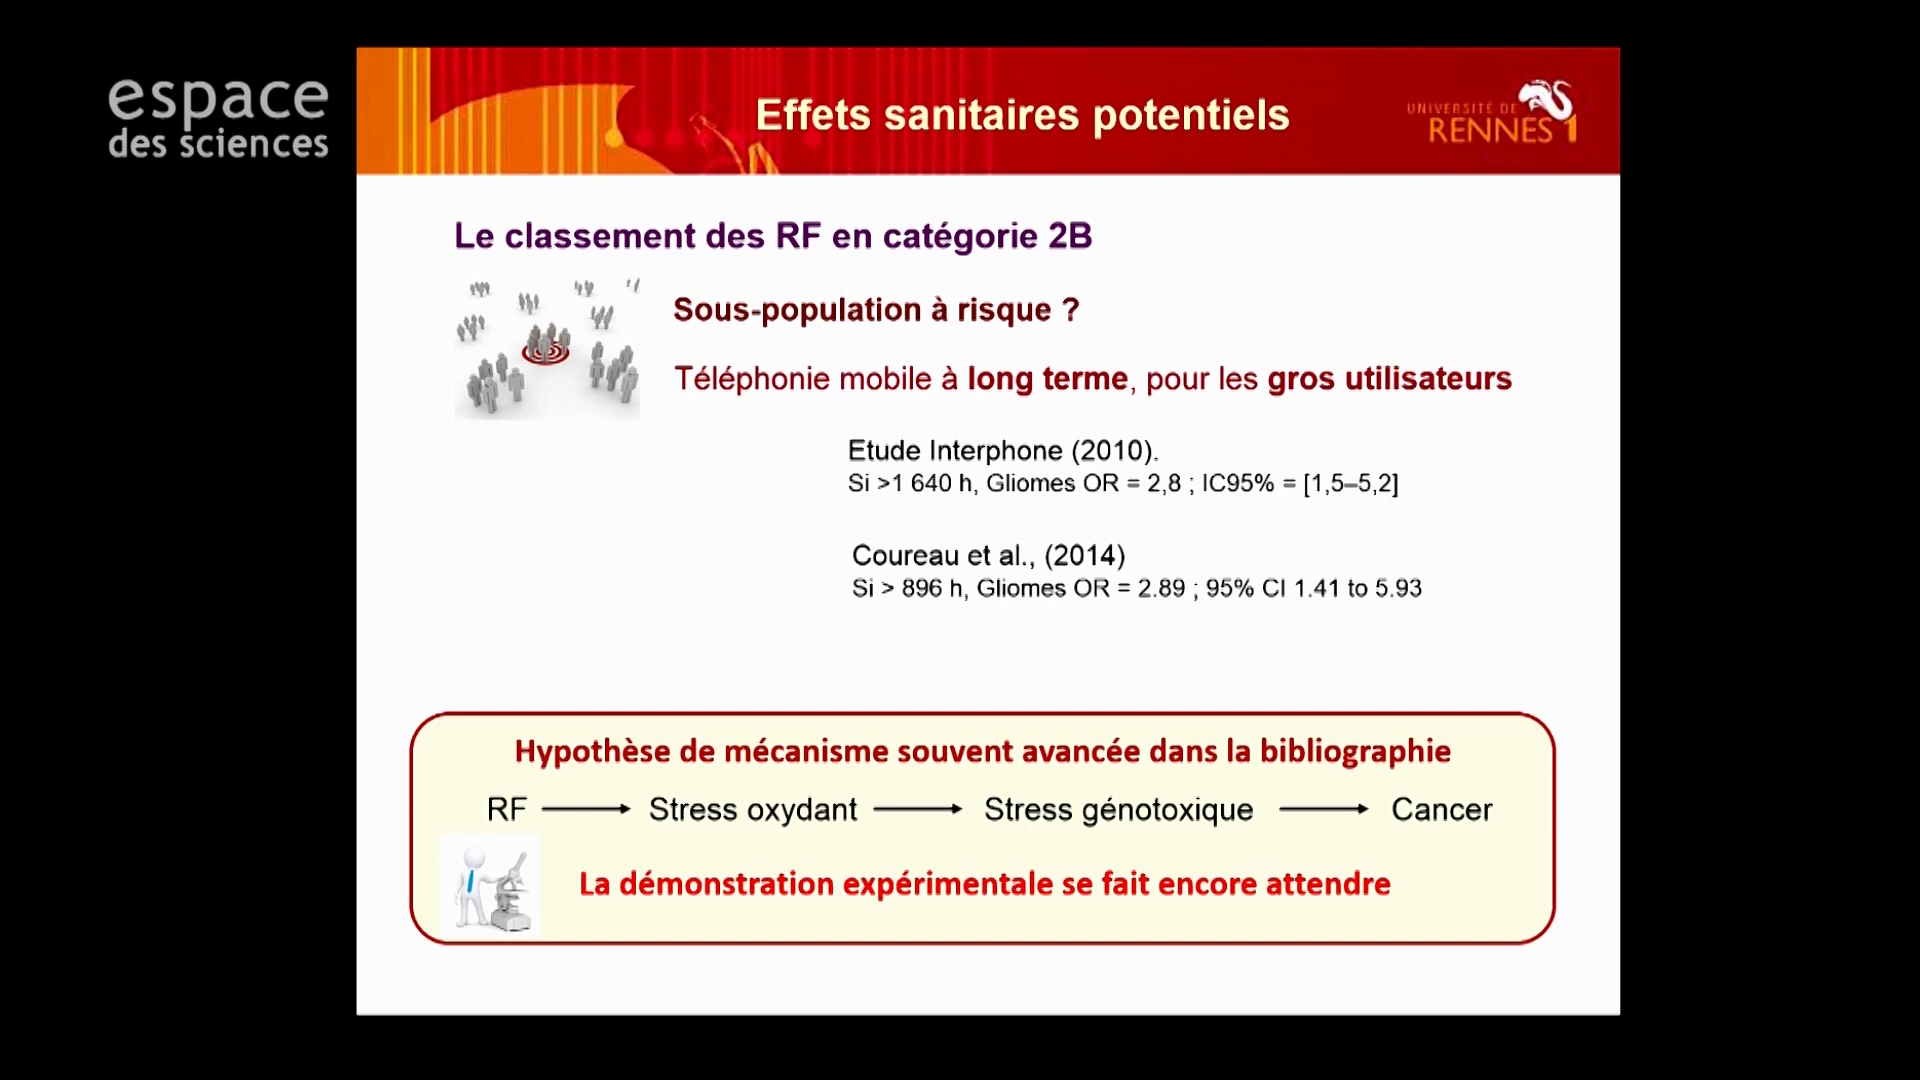 espace
des sciences
Effets sanitaires potentiels
UNIVERSITÉ DE
RENNES 1
Le classement des RF en catégorie 2B
Sous-population à risque ?
Téléphonie mobile à long terme, pour les gros utilisateurs
Etude Interphone (2010).
Si >1 640 h, Gliomes OR = 2,8 ; IC95% = [1,5–5,2]
Coureau et al., (2014)
Si > 896 h, Gliomes OR = 2.89 ; 95% CI 1.41 to 5.93
Hypothèse de mécanisme souvent avancée dans la bibliographie
RF Stress oxydant Stress génotoxique Cancer
La démonstration expérimentale se fait encore attendre